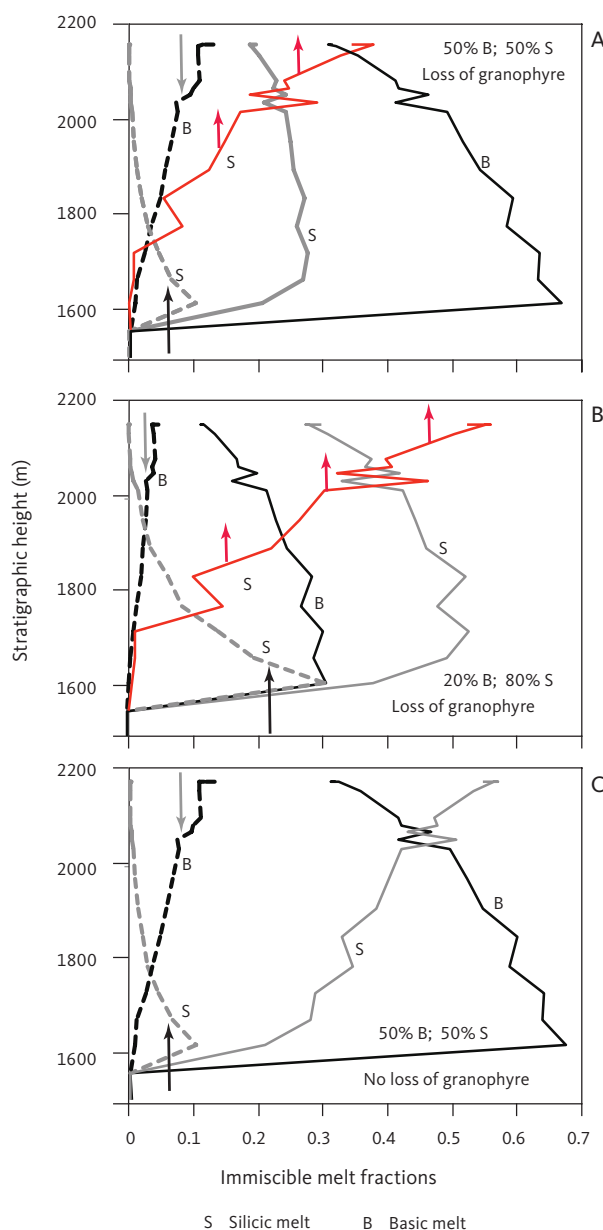 A
50% B; 50% S
Loss of granophyre
2200
2000
1800
1600
B
S
S
S
B
B
2200
2000
1800
1600
B
S
S
B
S
20% B; 80% S
Loss of granophyre
Stratigraphic height (m)
C
2200
2000
1800
1600
B
S
S
B
50% B; 50% S
No loss of granophyre
0 0.1 0.2 0.3 0.4 0.5 0.6 0.7
Immiscible melt fractions
S Silicic melt B Basic melt